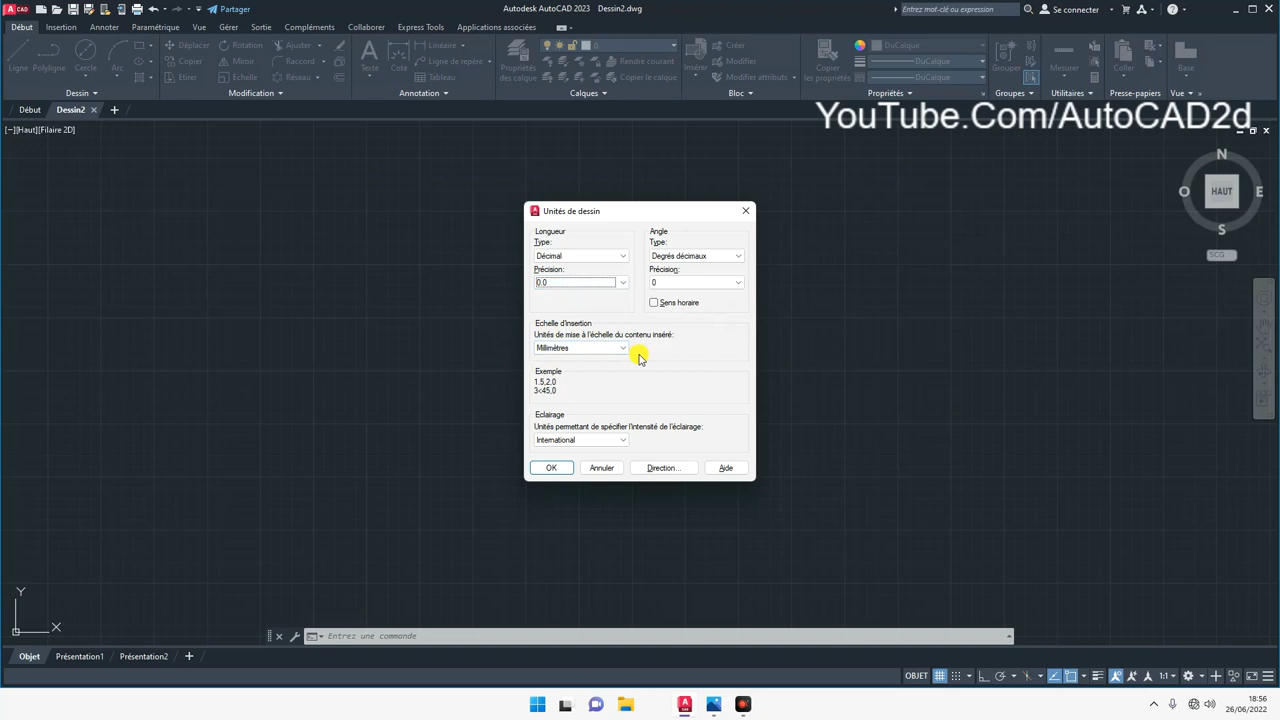 CAD
Partager
Autodesk AutoCAD 2023 Dessin2.dwg
Entrez mot-clé ou expression
Se connecter
Début Insertion Annoter Paramétrique Vue Gérer Sortie Compléments Collaborer Express Tools Applications associées
Ligne Polyligne Cercle Arc
Déplacer Rotation Ajuster
Copier Miroir Raccord
Etirer Echelle Réseau
Texte Cote
Linéaire
Ligne de repère
Tableau
Propriétés
de calque
0
Rendre courant
Copier le calque
Insérer
Créer
Modifier
Modifier attributs
Copier
les propriétés
DuCalque
DuCalque
DuCalque
Grouper
Mesurer
Coller
Base
Dessin Modification Annotation Calques Bloc Propriétés Groupes Utilitaires Presse-papiers Vue
Début Dessin2
YouTube.Com/AutoCAD2d
[−][Haut][Filaire 2D]
N
O HAUT E
S
SCG
Unités de dessin
Longueur
Type:
Décimal
Précision:
0.0
Angle
Type:
Degrés décimaux
Précision:
0
Sens horaire
Echelle d'insertion
Unités de mise à l'échelle du contenu inséré:
Millimètres
Exemple
1.5,2.0
3<45,0
Eclairage
Unités permettant de spécifier l'intensité de l'éclairage:
International
OK Annuler Direction... Aide
Y
X
Entrez une commande
Objet Présentation1 Présentation2
OBJET
1:1
18:56
26/06/2022